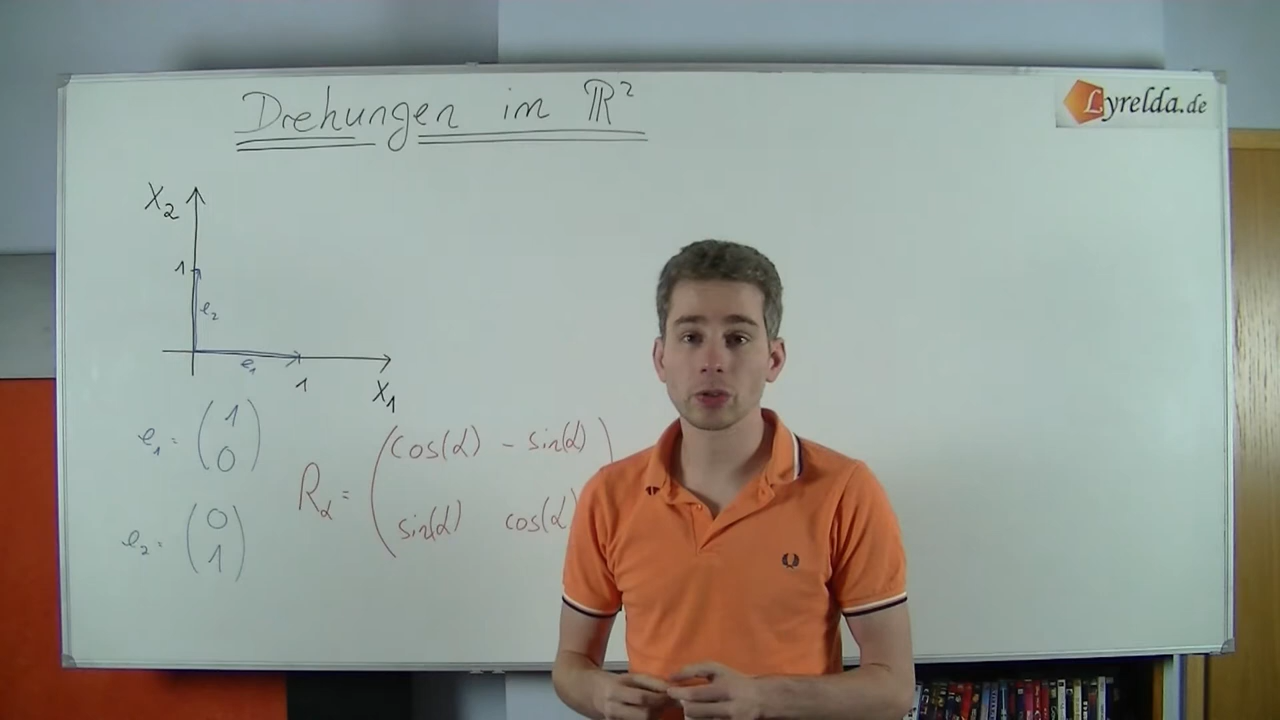 Drehungen im ℝ²
Lyrelda.de
X₂
1
e₂
e₁
1
X₁
e₁ = (1
0)
R_α = (cos(α) - sin(α)
sin(α) cos(α)
e₂ = (0
1)